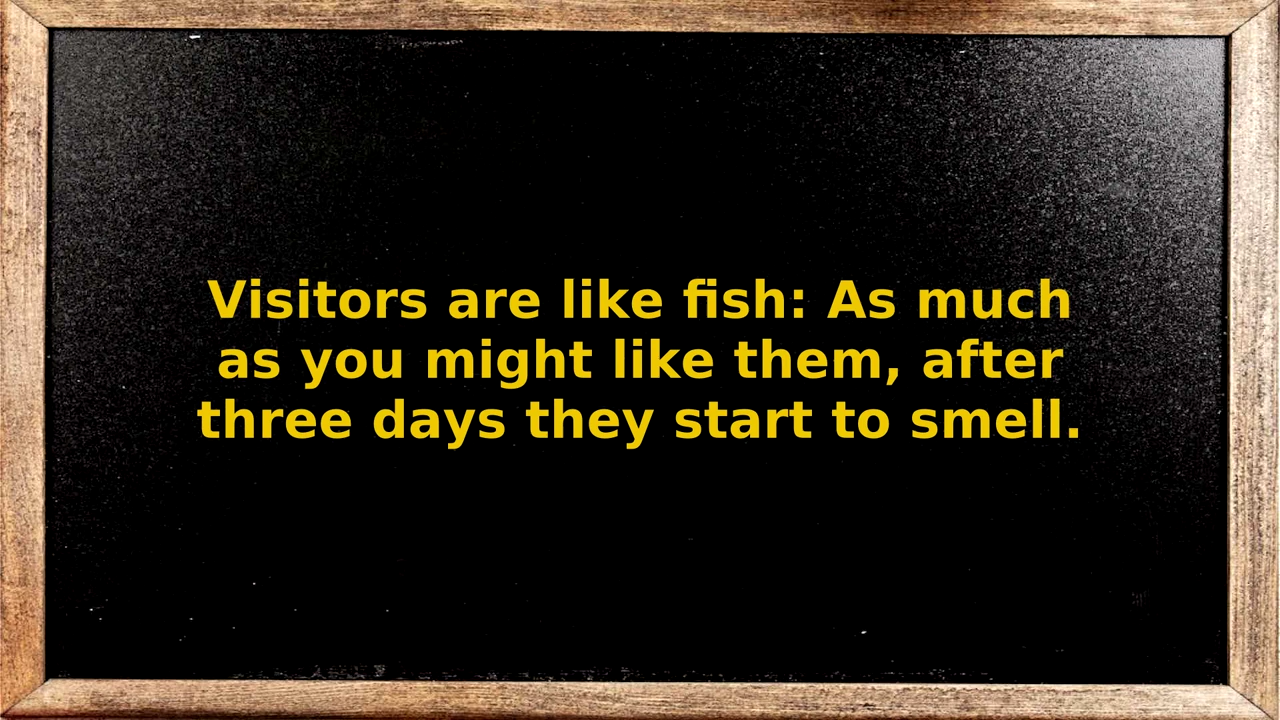 Visitors are like fish: As much
as you might like them, after
three days they start to smell.